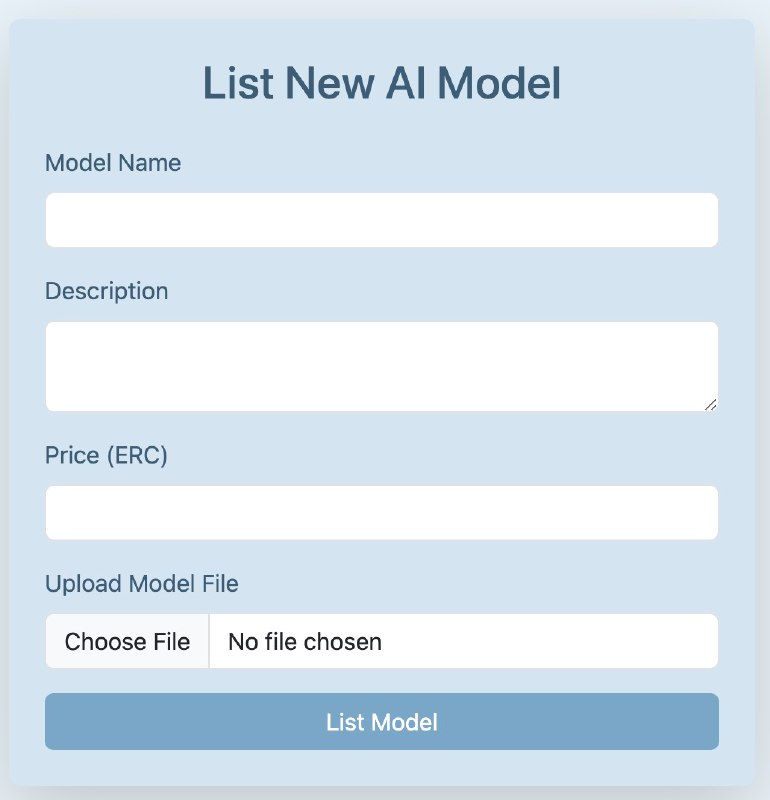 List New AI Model
Model Name
Description
Price (ERC)
Upload Model File
Choose File No file chosen
List Model